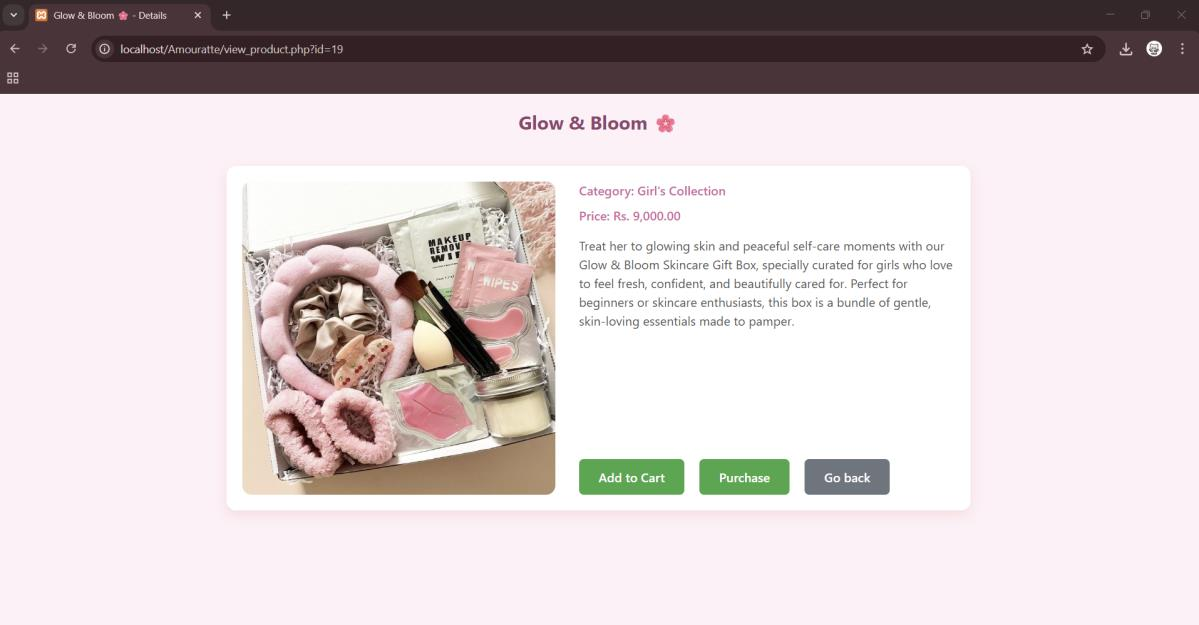 Glow & Bloom 🌸 - Details
localhost/Amouratte/view_product.php?id=19
Glow & Bloom 🌸
Category: Girl's Collection
Price: Rs. 9,000.00
Treat her to glowing skin and peaceful self-care moments with our
Glow & Bloom Skincare Gift Box, specially curated for girls who love
to feel fresh, confident, and beautifully cared for. Perfect for
beginners or skincare enthusiasts, this box is a bundle of gentle,
skin-loving essentials made to pamper.
MAKEUP
REMOV
WIP
WIPES
Add to Cart
Purchase
Go back